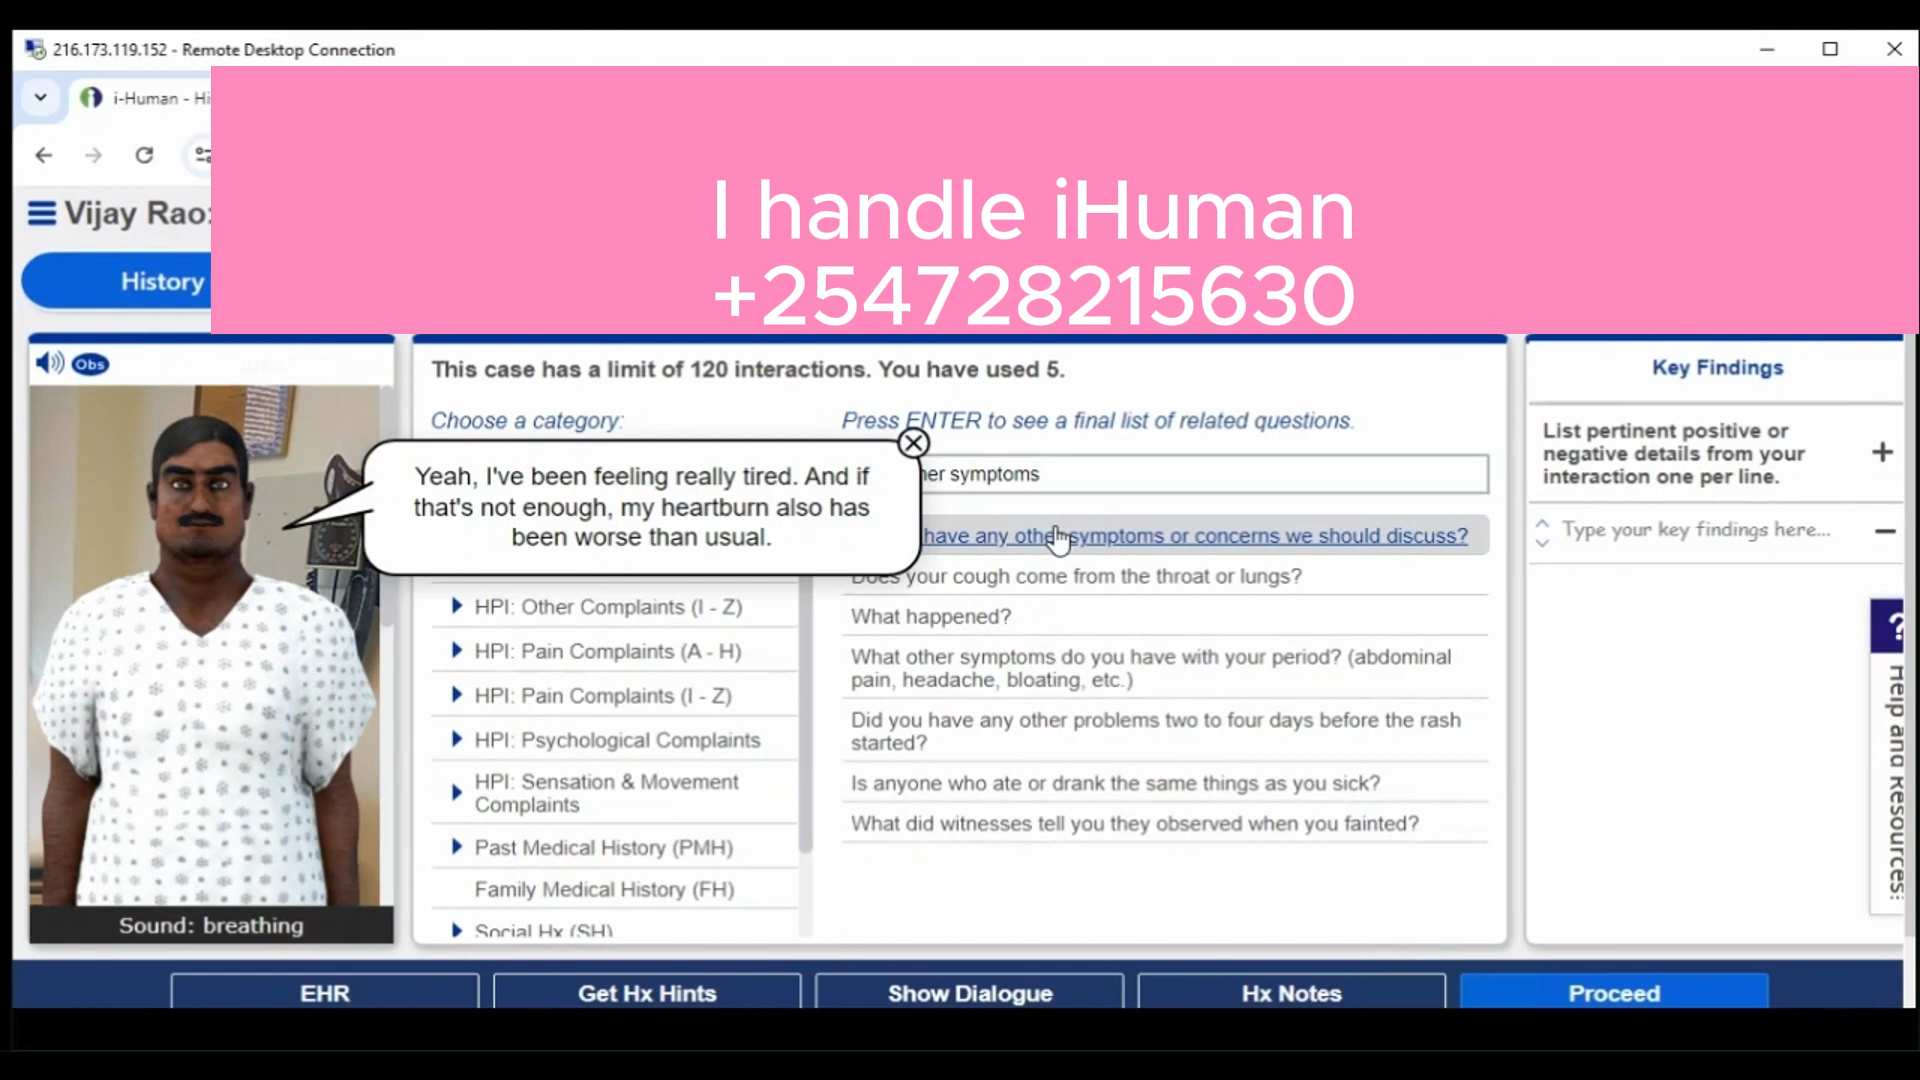 216.173.119.152 - Remote Desktop Connection
i-Human - Hi
I handle iHuman
+254728215630
Vijay Rao:
History
Obs
Sound: breathing
This case has a limit of 120 interactions. You have used 5.
Choose a category:
Press ENTER to see a final list of related questions.
Yeah, I've been feeling really tired. And if
that's not enough, my heartburn also has
been worse than usual.
her symptoms
have any other symptoms or concerns we should discuss?
Does your cough come from the throat or lungs?
What happened?
What other symptoms do you have with your period? (abdominal
pain, headache, bloating, etc.)
Did you have any other problems two to four days before the rash
started?
Is anyone who ate or drank the same things as you sick?
What did witnesses tell you they observed when you fainted?
HPI: Other Complaints (I - Z)
HPI: Pain Complaints (A - H)
HPI: Pain Complaints (I - Z)
HPI: Psychological Complaints
HPI: Sensation & Movement
Complaints
Past Medical History (PMH)
Family Medical History (FH)
Social Hx (SH)
Key Findings
List pertinent positive or
negative details from your
interaction one per line.
Type your key findings here...
?
Help and Resources:
EHR
Get Hx Hints
Show Dialogue
Hx Notes
Proceed